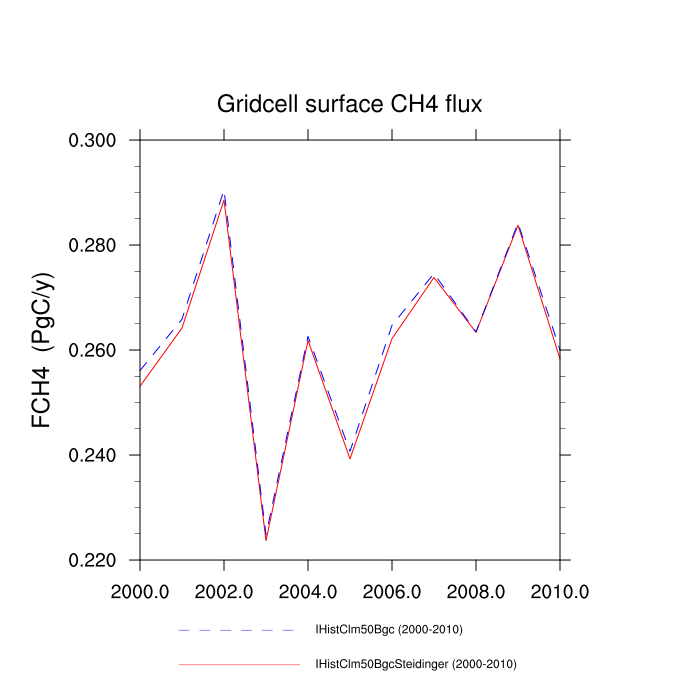 Gridcell surface CH4 flux
0.300
0.280
0.260
0.240
0.220
FCH4 (PgC/y)
2000.0 2002.0 2004.0 2006.0 2008.0 2010.0
IHistClm50Bgc (2000-2010)
IHistClm50BgcSteidinger (2000-2010)